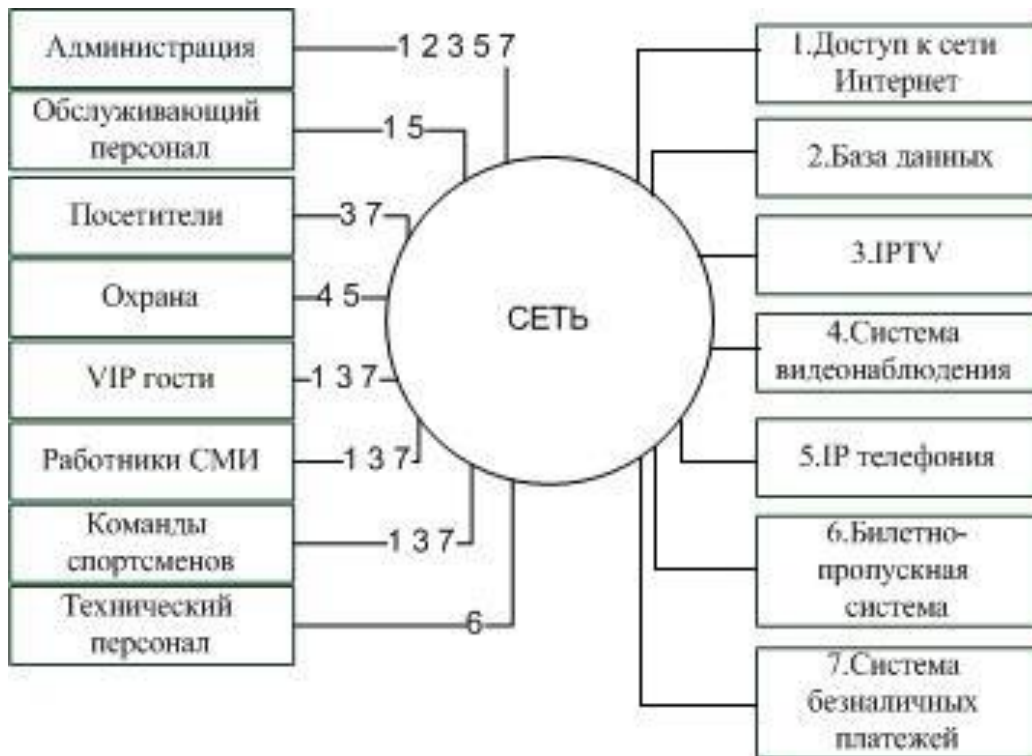 Администрация
1 2 3 5 7
Обслуживающий
персонал
1 5
Посетители
3 7
Охрана
4 5
VIP гости
1 3 7
Работники СМИ
1 3 7
Команды
спортсменов
1 3 7
Технический
персонал
6
СЕТЬ
1.Доступ к сети
Интернет
2.База данных
3.IPTV
4.Система
видеонаблюдения
5.IP телефония
6.Билетно-
пропускная
система
7.Система
безналичных
платежей